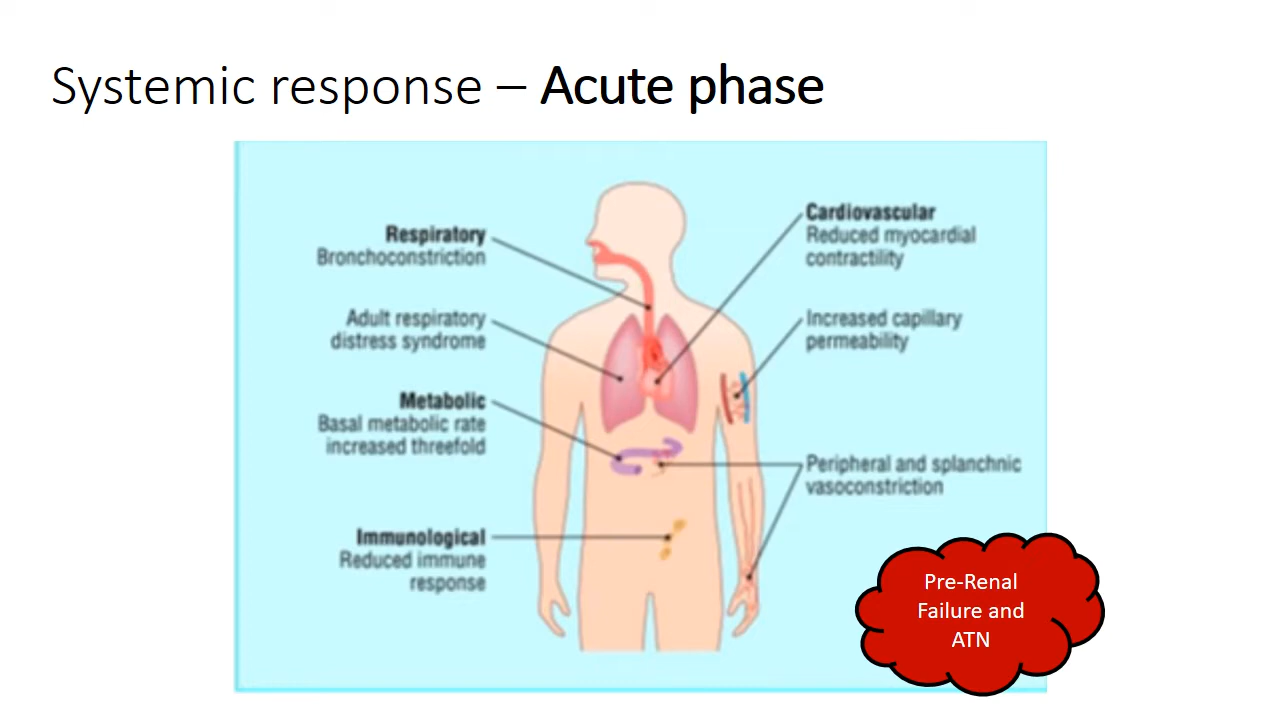 Systemic response – Acute phase
Respiratory
Bronchoconstriction
Adult respiratory
distress syndrome
Metabolic
Basal metabolic rate
increased threefold
Immunological
Reduced immune
response
Cardiovascular
Reduced myocardial
contractility
Increased capillary
permeability
Peripheral and splanchnic
vasoconstriction
Pre-Renal
Failure and
ATN